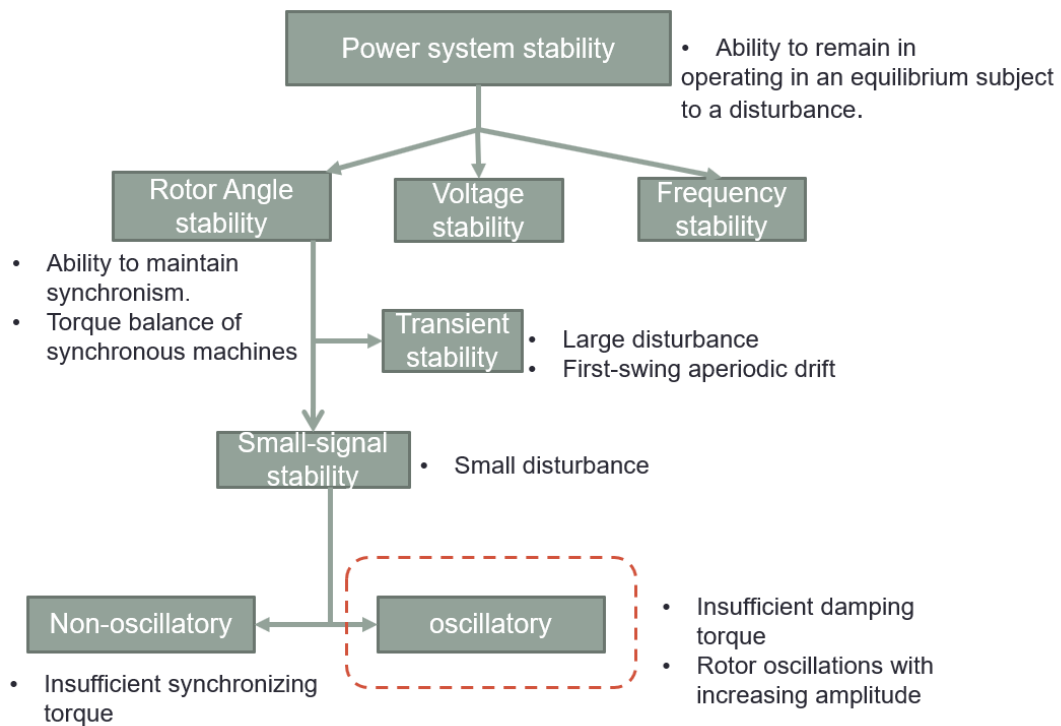 Power system stability
• Ability to remain in
operating in an equilibrium subject
to a disturbance.
Rotor Angle
stability
Voltage
stability
Frequency
stability
• Ability to maintain
synchronism.
• Torque balance of
synchronous machines
Transient
stability
• Large disturbance
• First-swing aperiodic drift
Small-signal
stability
• Small disturbance
Non-oscillatory
oscillatory
• Insufficient damping
torque
• Rotor oscillations with
increasing amplitude
• Insufficient synchronizing
torque